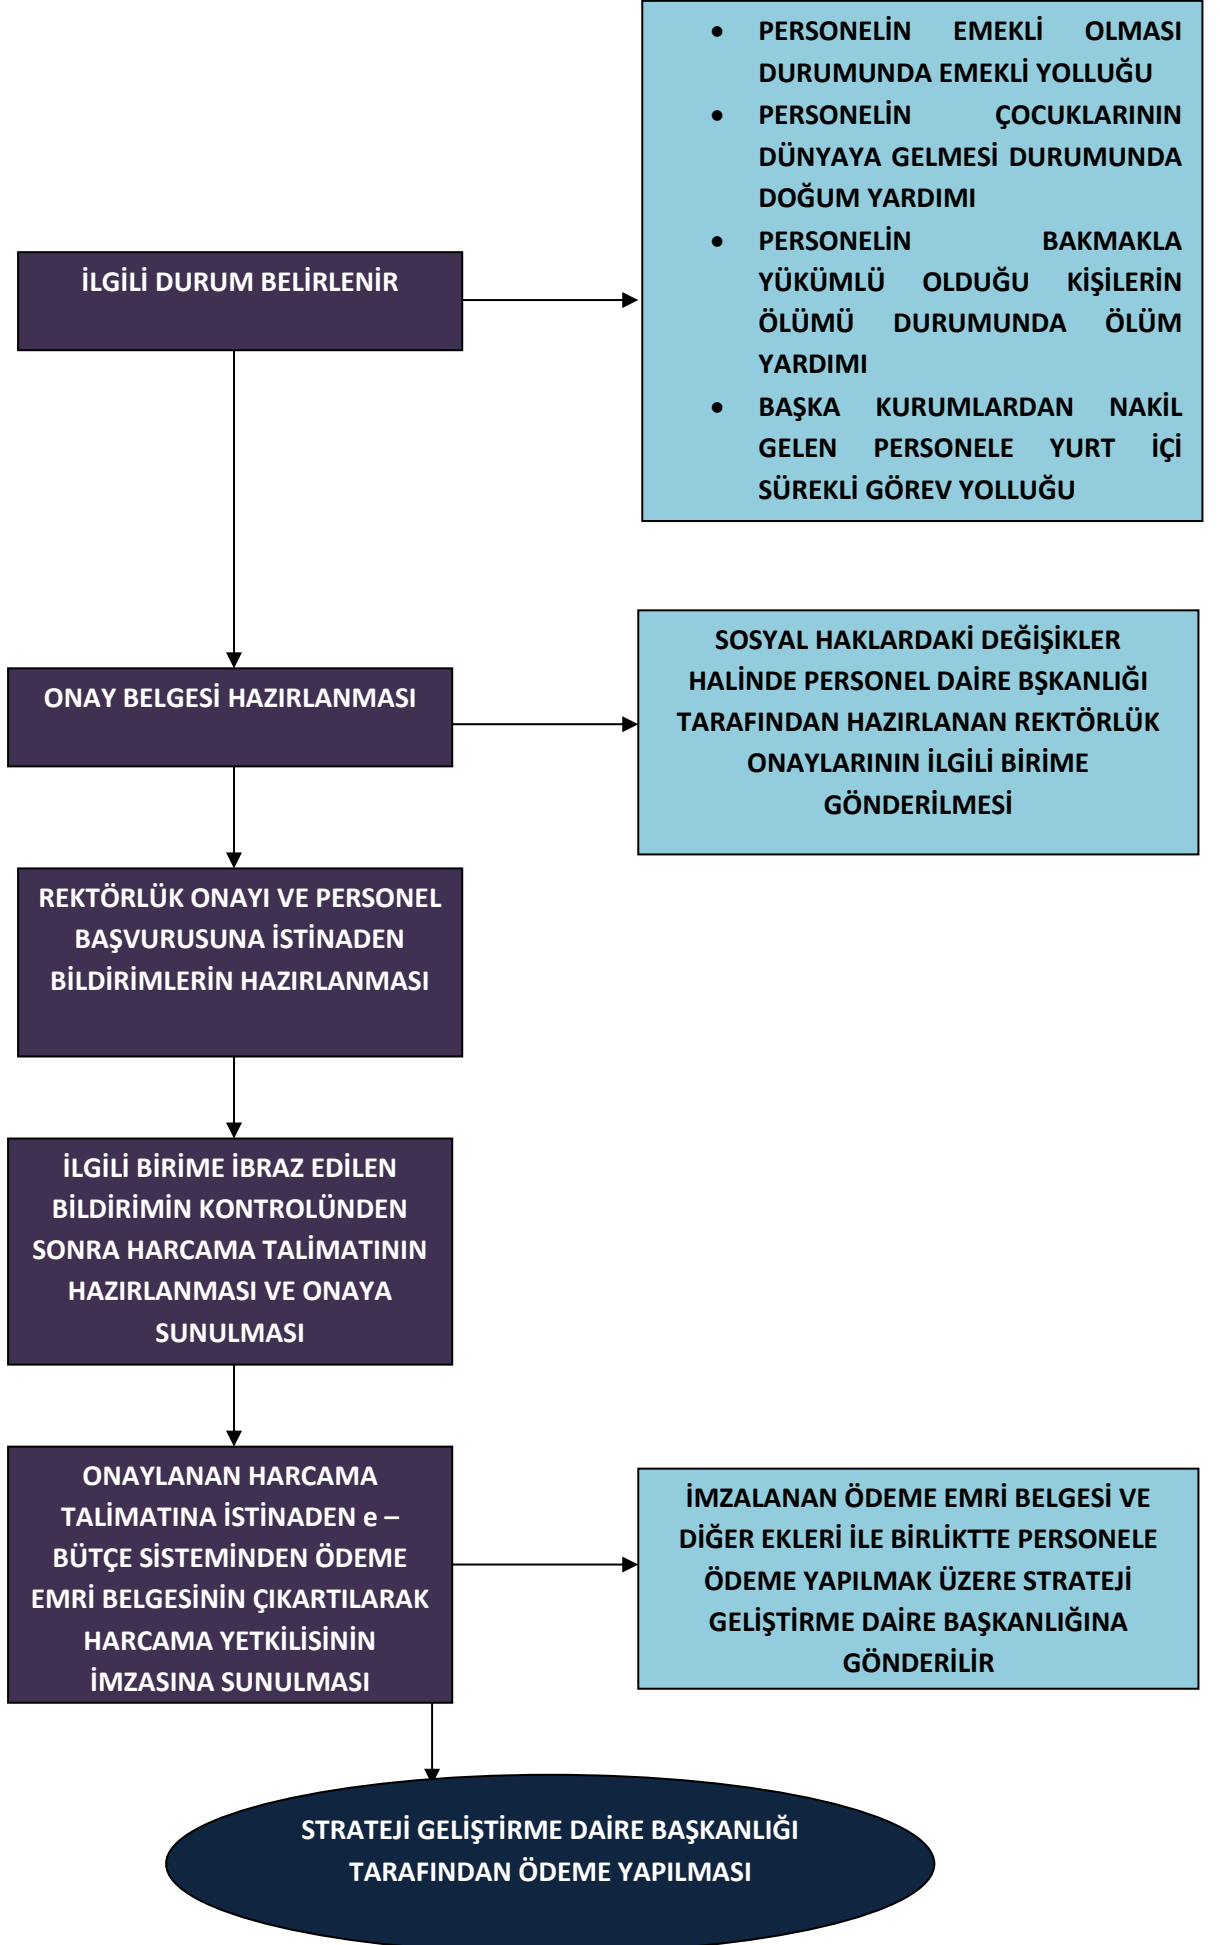 • PERSONELİN EMEKLİ OLMASI
DURUMUNDA EMEKLİ YOLLUĞU
• PERSONELİN ÇOCUKLARININ
DÜNYAYA GELMESİ DURUMUNDA
DOĞUM YARDIMI
• PERSONELİN BAKMAKLA
YÜKÜMLÜ OLDUĞU KİŞİLERİN
ÖLÜMÜ DURUMUNDA ÖLÜM
YARDIMI
• BAŞKA KURUMLARDAN NAKİL
GELEN PERSONELE YURT İÇİ
SÜREKLİ GÖREV YOLLUĞU
İLGİLİ DURUM BELİRLENİR
ONAY BELGESİ HAZIRLANMASI
SOSYAL HAKLARDAKİ DEĞİŞİKLER
HALİNDE PERSONEL DAİRE BŞKANLIĞI
TARAFINDAN HAZIRLANAN REKTÖRLÜK
ONAYLARININ İLGİLİ BİRİME
GÖNDERİLMESİ
REKTÖRLÜK ONAYI VE PERSONEL
BAŞVURUSUNA İSTİNADEN
BİLDİRİMLERİN HAZIRLANMASI
İLGİLİ BİRİME İBRAZ EDİLEN
BİLDİRİMİN KONTROLÜNDEN
SONRA HARCAMA TALİMATININ
HAZIRLANMASI VE ONAYA
SUNULMASI
ONAYLANAN HARCAMA
TALİMATINA İSTİNADEN e –
BÜTÇE SİSTEMİNDEN ÖDEME
EMRİ BELGESİNİN ÇIKARTILARAK
HARCAMA YETKİLİSİNİN
İMZASINA SUNULMASI
İMZALANAN ÖDEME EMRİ BELGESİ VE
DİĞER EKLERİ İLE BİRLİKTTE PERSONELE
ÖDEME YAPILMAK ÜZERE STRATEJİ
GELİŞTİRME DAİRE BAŞKANLIĞINA
GÖNDERİLİR
STRATEJİ GELİŞTİRME DAİRE BAŞKANLIĞI
TARAFINDAN ÖDEME YAPILMASI